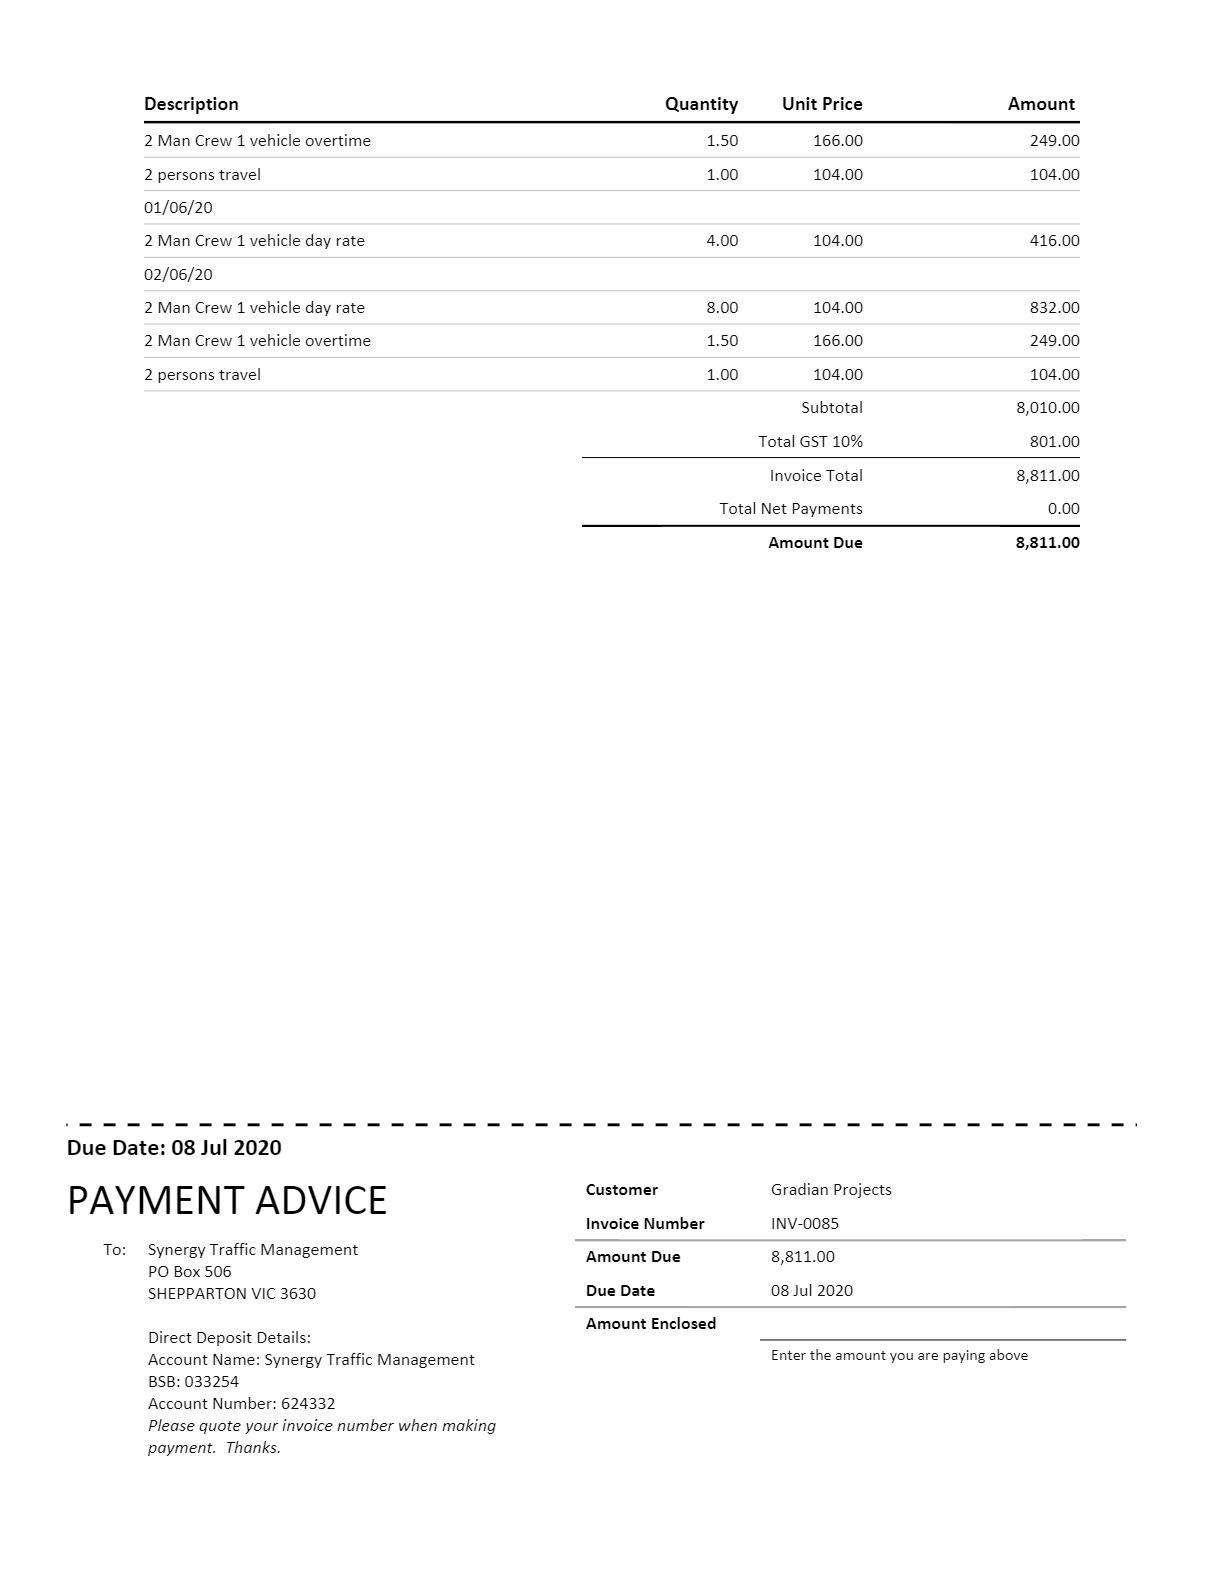 Description Quantity Unit Price Amount
2 Man Crew 1 vehicle overtime 1.50 166.00 249.00
2 persons travel 1.00 104.00 104.00
01/06/20
2 Man Crew 1 vehicle day rate 4.00 104.00 416.00
02/06/20
2 Man Crew 1 vehicle day rate 8.00 104.00 832.00
2 Man Crew 1 vehicle overtime 1.50 166.00 249.00
2 persons travel 1.00 104.00 104.00
Subtotal 8,010.00
Total GST 10% 801.00
Invoice Total 8,811.00
Total Net Payments 0.00
Amount Due 8,811.00
Due Date: 08 Jul 2020
PAYMENT ADVICE
To: Synergy Traffic Management
PO Box 506
SHEPPARTON VIC 3630
Direct Deposit Details:
Account Name: Synergy Traffic Management
BSB: 033254
Account Number: 624332
Please quote your invoice number when making
payment. Thanks.
Customer Gradian Projects
Invoice Number INV-0085
Amount Due 8,811.00
Due Date 08 Jul 2020
Amount Enclosed
Enter the amount you are paying above